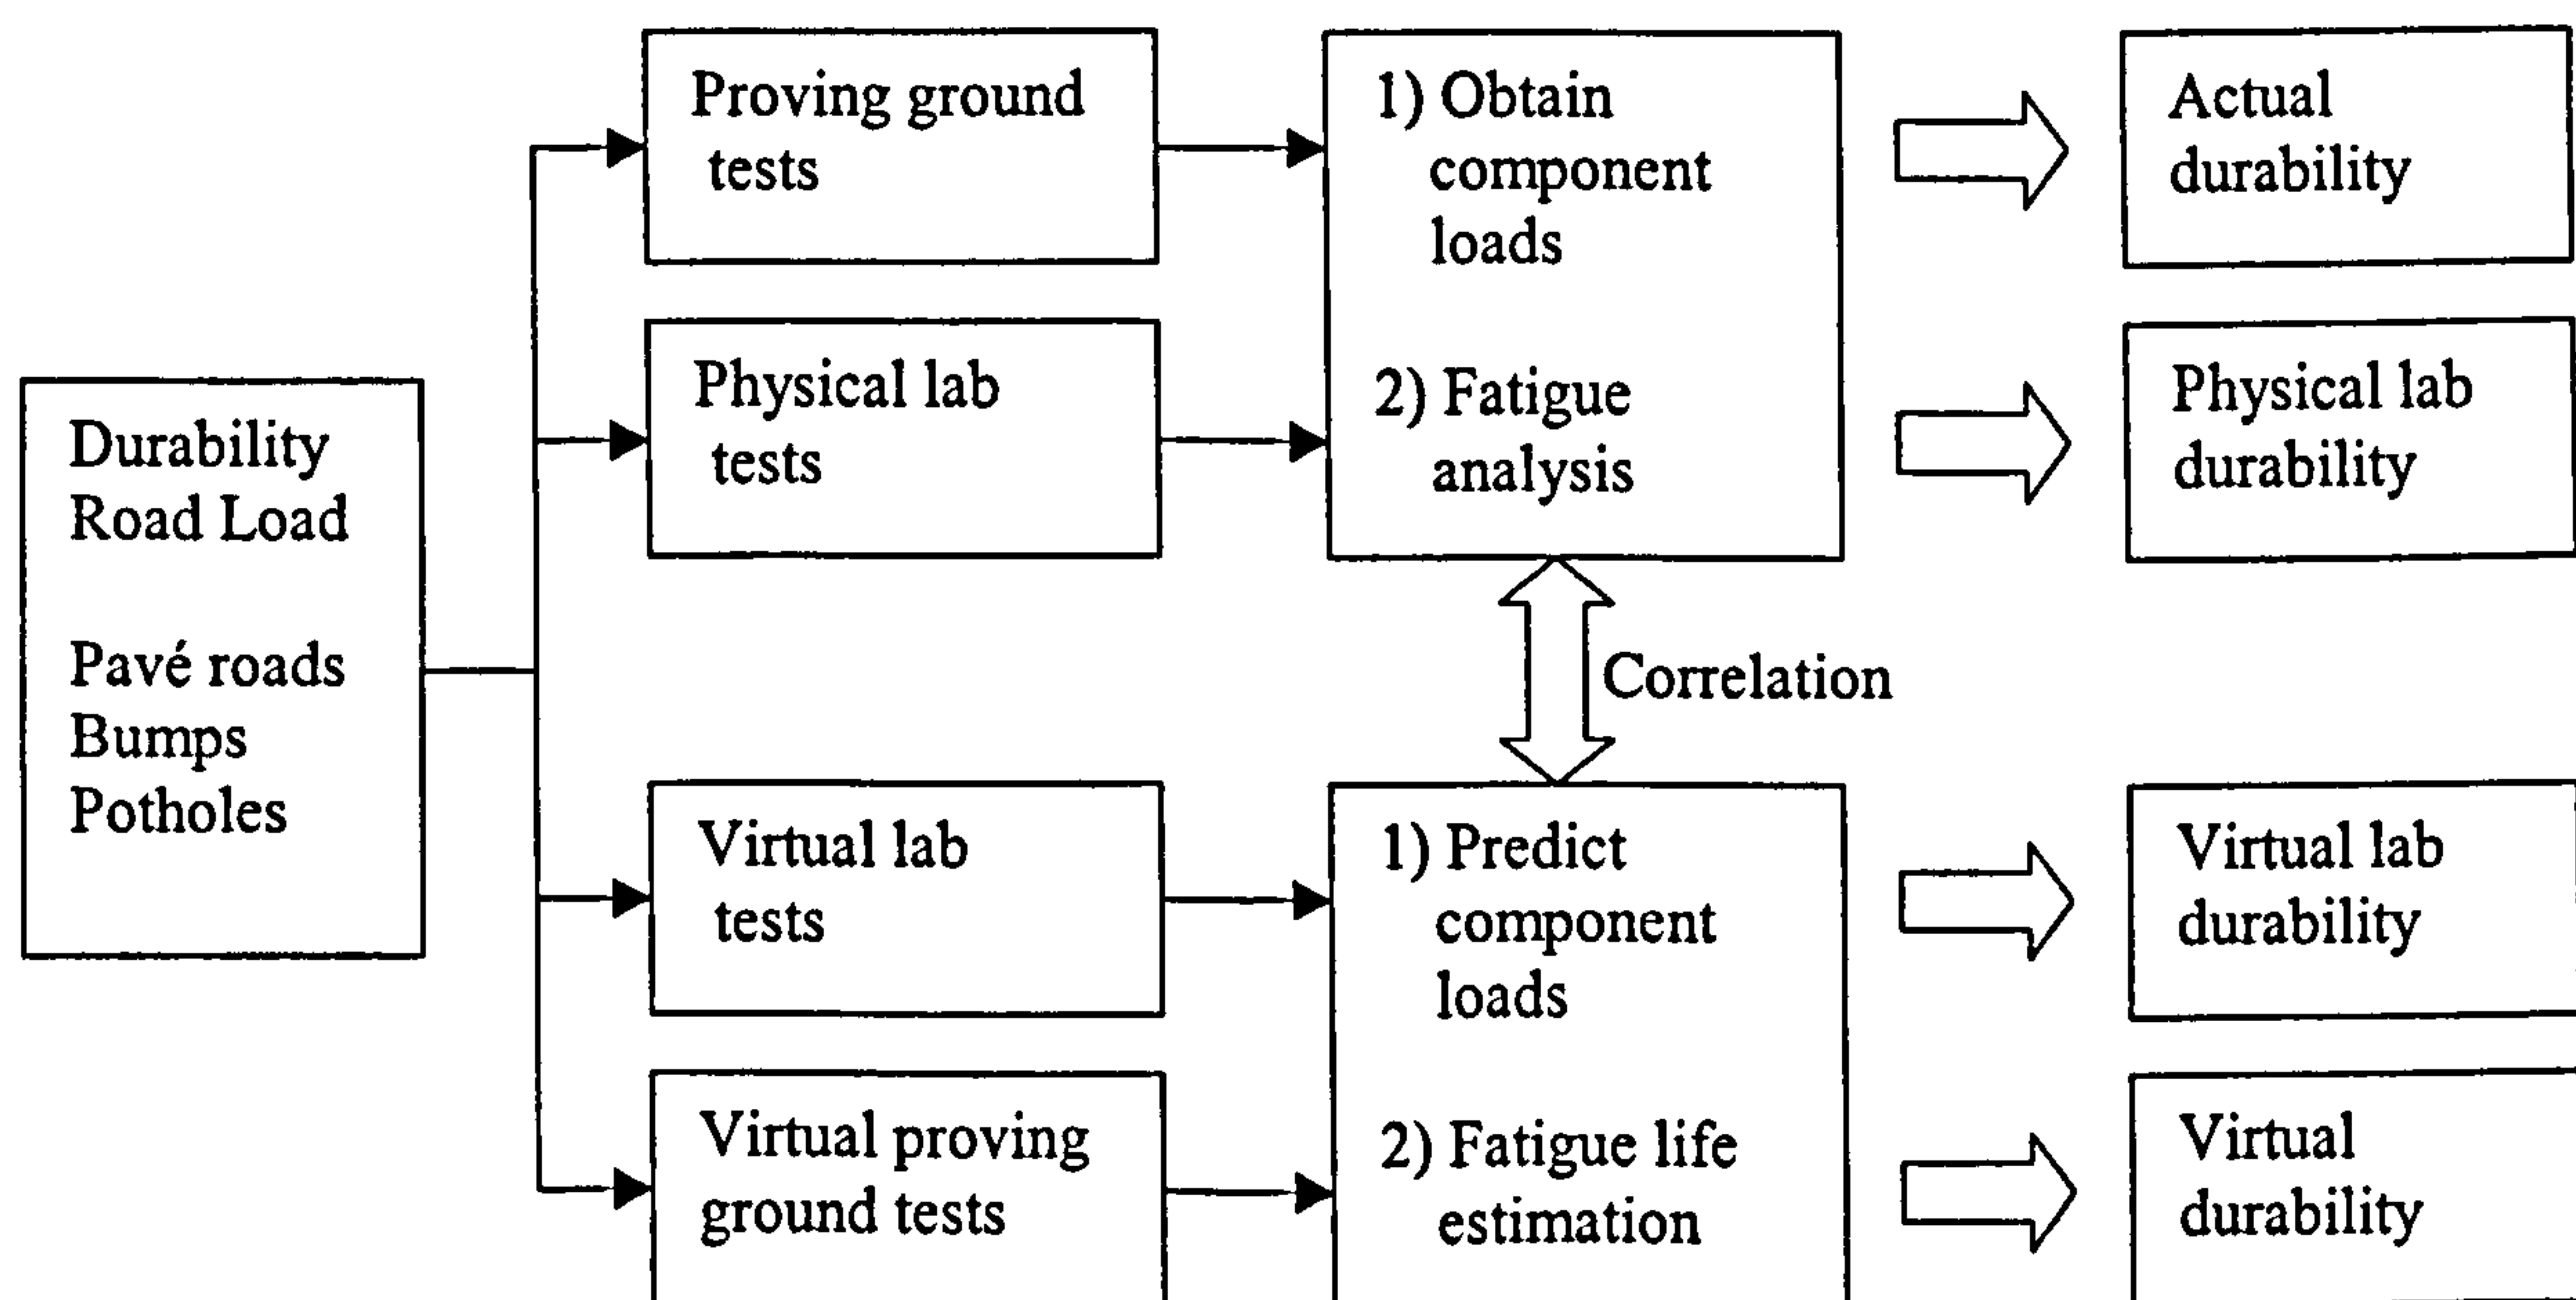 Durability
Road Load
Pavé roads
Bumps
Potholes
Proving ground
tests
Physical lab
tests
Virtual lab
tests
Virtual proving
ground tests
1) Obtain
component
loads
2) Fatigue
analysis
Correlation
1) Predict
component
loads
2) Fatigue life
estimation
Actual
durability
Physical lab
durability
Virtual lab
durability
Virtual
durability